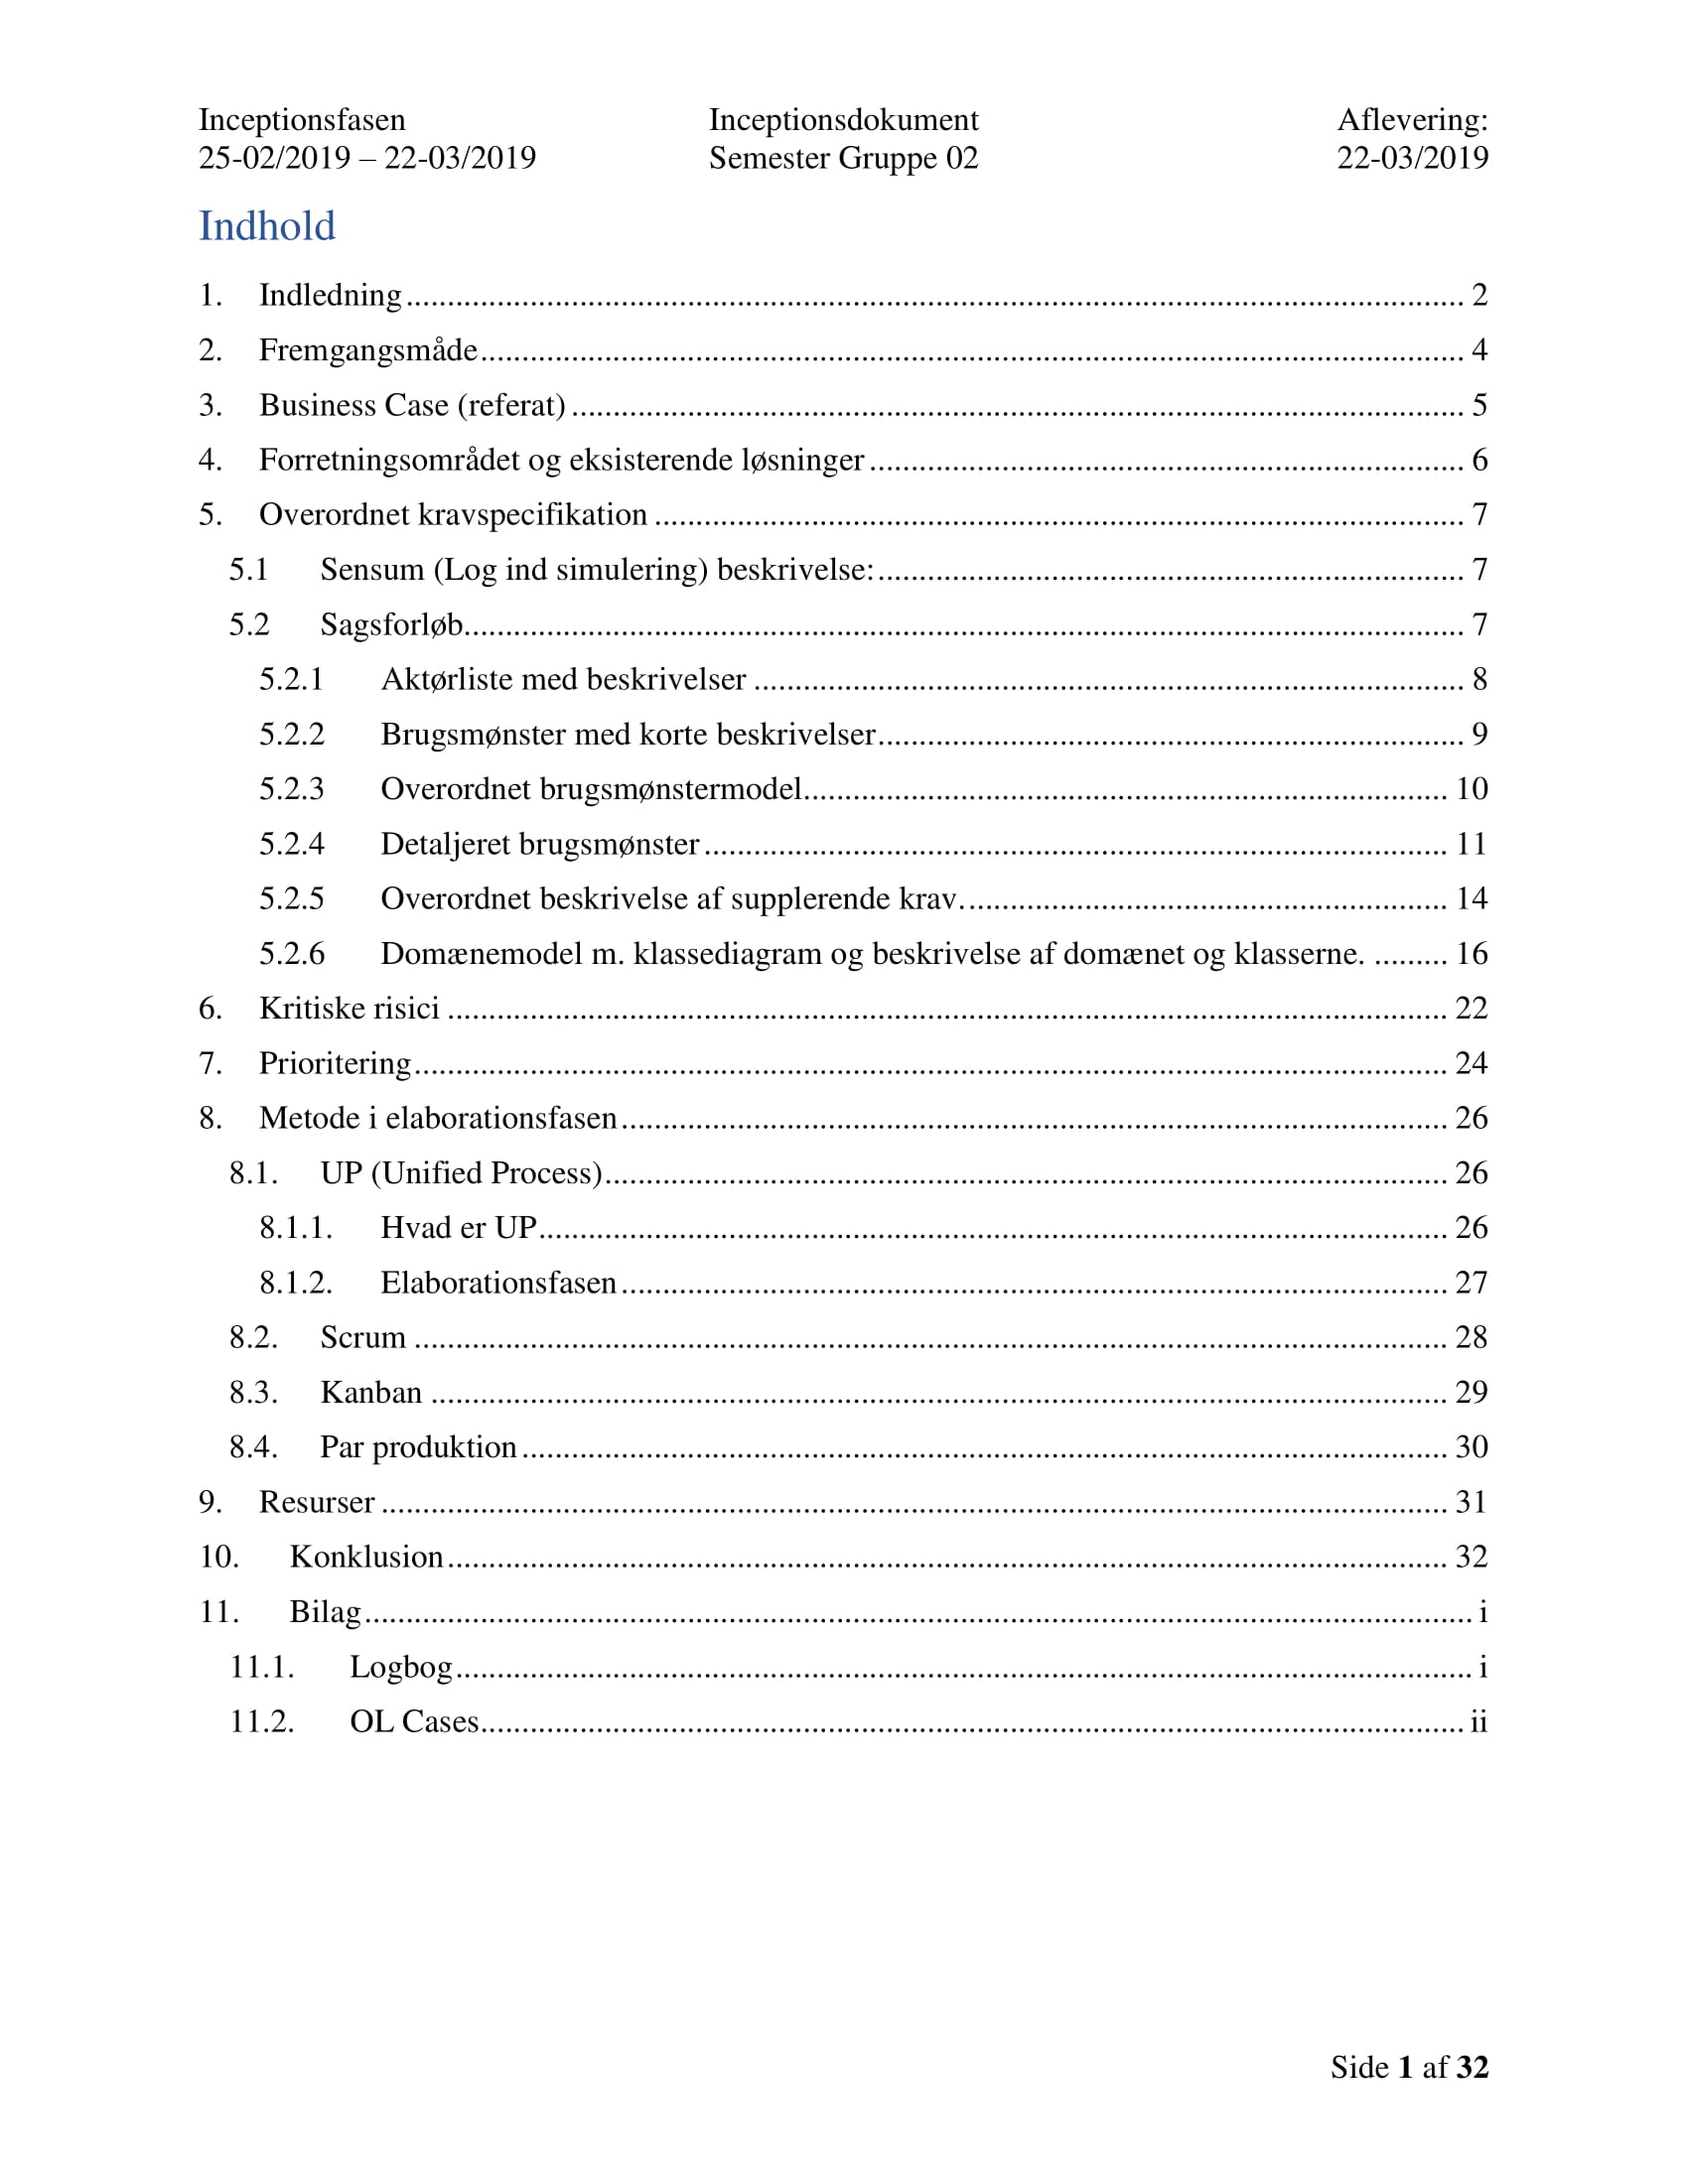 Inceptionsfasen Inceptionsdokument Aflevering:
25-02/2019 – 22-03/2019 Semester Gruppe 02 22-03/2019
Indhold
1. Indledning 2
2. Fremgangsmåde 4
3. Business Case (referat) 5
4. Forretningsområdet og eksisterende løsninger 6
5. Overordnet kravspecifikation 7
5.1 Sensum (Log ind simulering) beskrivelse: 7
5.2 Sagsforløb 7
5.2.1 Aktørliste med beskrivelser 8
5.2.2 Brugsmønster med korte beskrivelser 9
5.2.3 Overordnet brugsmønstermodel 10
5.2.4 Detaljeret brugsmønster 11
5.2.5 Overordnet beskrivelse af supplerende krav. 14
5.2.6 Domænemodel m. klassediagram og beskrivelse af domænet og klasserne. 16
6. Kritiske risici 22
7. Prioritering 24
8. Metode i elaborationsfasen 26
8.1. UP (Unified Process) 26
8.1.1. Hvad er UP 26
8.1.2. Elaborationsfasen 27
8.2. Scrum 28
8.3. Kanban 29
8.4. Par produktion 30
9. Resurser 31
10. Konklusion 32
11. Bilag i
11.1. Logbog i
11.2. OL Cases ii
Side 1 af 32